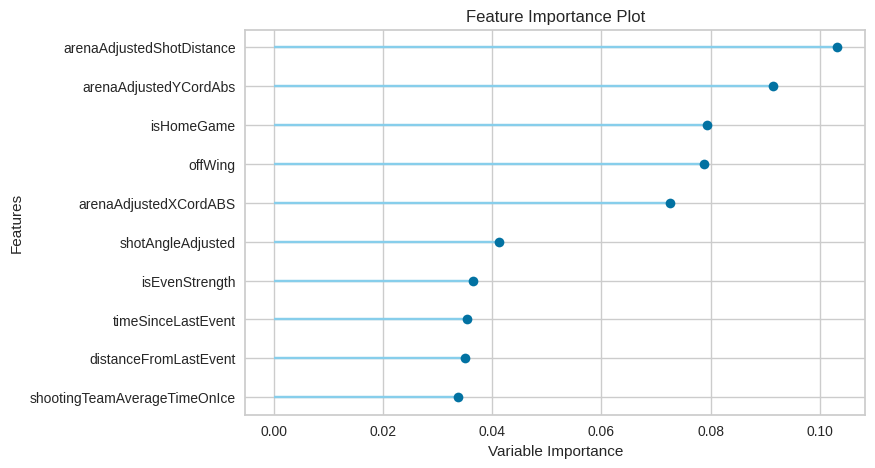 Feature Importance Plot
arenaAdjustedShotDistance
arenaAdjustedYCordAbs
isHomeGame
offWing
arenaAdjustedXCordABS
shotAngleAdjusted
isEvenStrength
timeSinceLastEvent
distanceFromLastEvent
shootingTeamAverageTimeOnIce
Features
0.00 0.02 0.04 0.06 0.08 0.10
Variable Importance